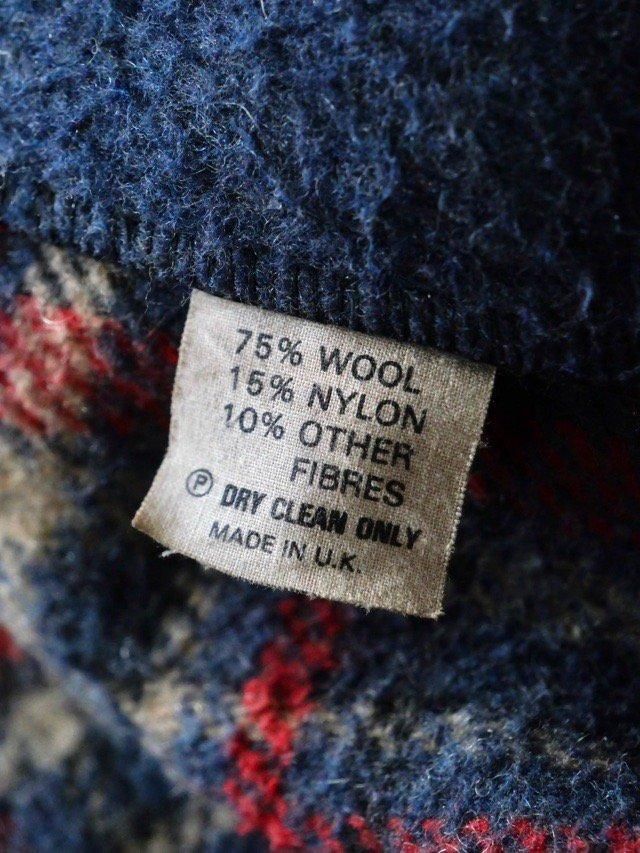 75% WOOL
15% NYLON
10% OTHER
FIBRES
Ⓟ DRY CLEAN ONLY
MADE IN U.K.